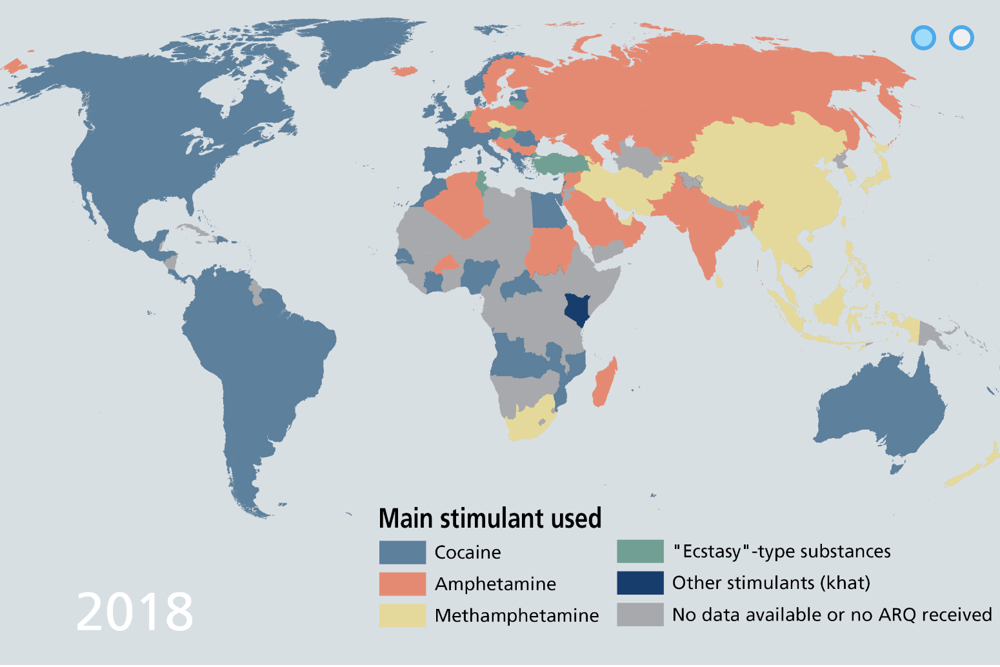 Main stimulant used
Cocaine
Amphetamine
Methamphetamine
"Ecstasy"-type substances
Other stimulants (khat)
No data available or no ARQ received
2018